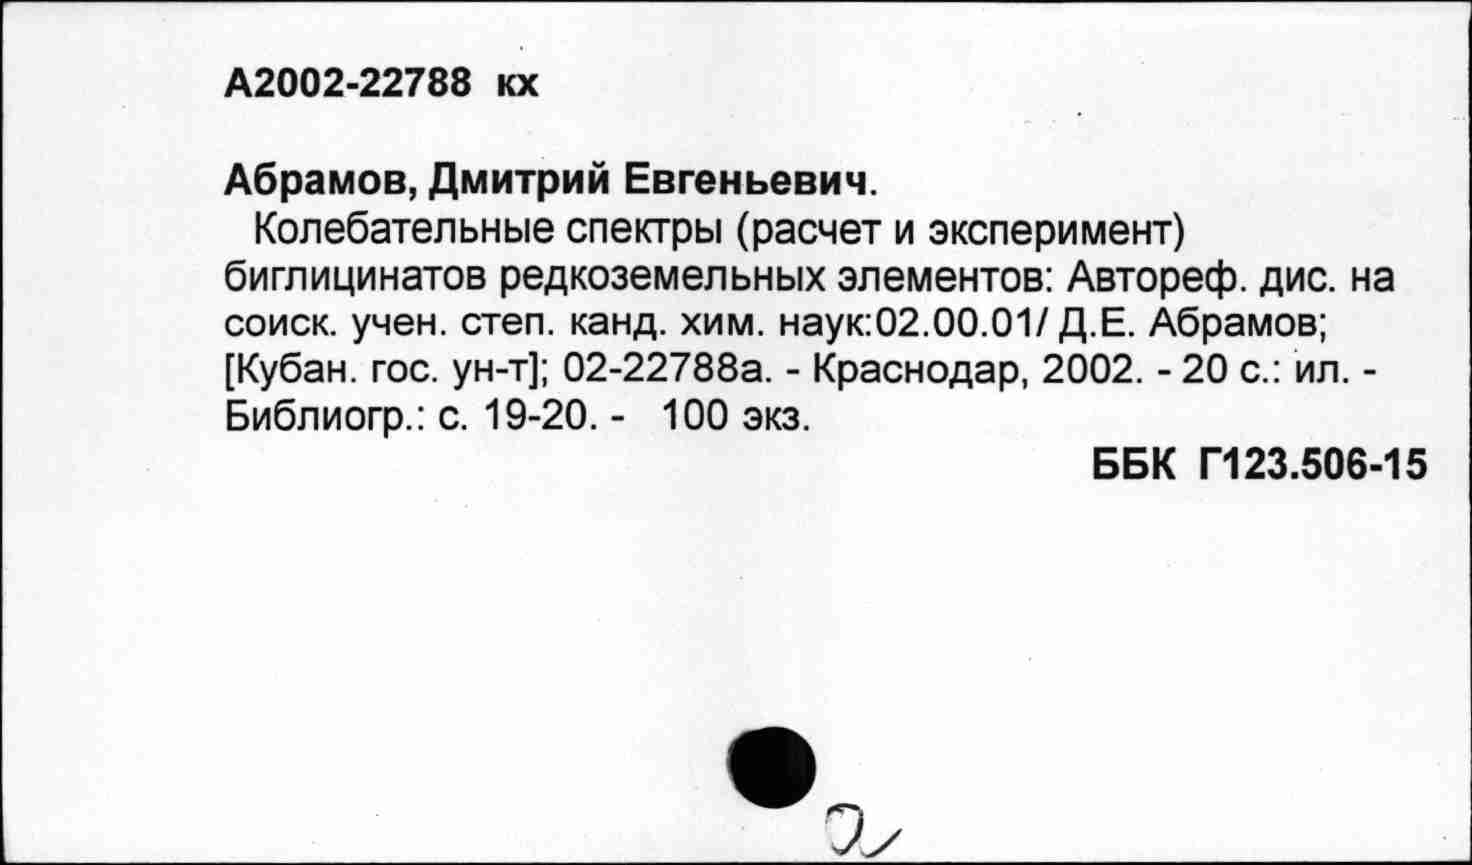 А2002-22788 кх
Абрамов, Дмитрий Евгеньевич.
Колебательные спектры (расчет и эксперимент)
биглицинатов редкоземельных элементов: Автореф. дис. на
соиск. учен. степ. канд. хим. наук:02.00.01/ Д.Е. Абрамов;
[Кубан. гос. ун-т]; 02-22788а. - Краснодар, 2002. - 20 с.: ил. -
Библиогр.: с. 19-20. - 100 экз.
ББК Г123.506-15